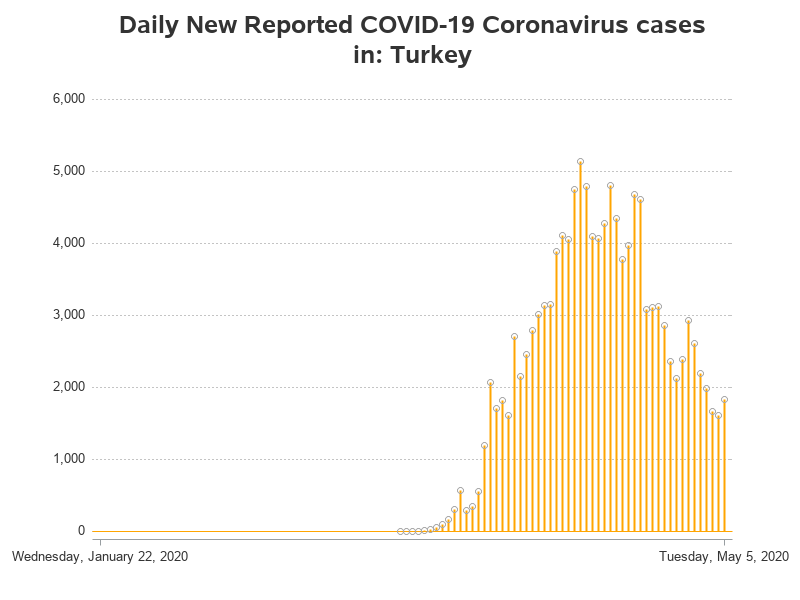 Daily New Reported COVID-19 Coronavirus cases
in: Turkey
6,000
5,000
4,000
3,000
2,000
1,000
0
Wednesday, January 22, 2020
Tuesday, May 5, 2020